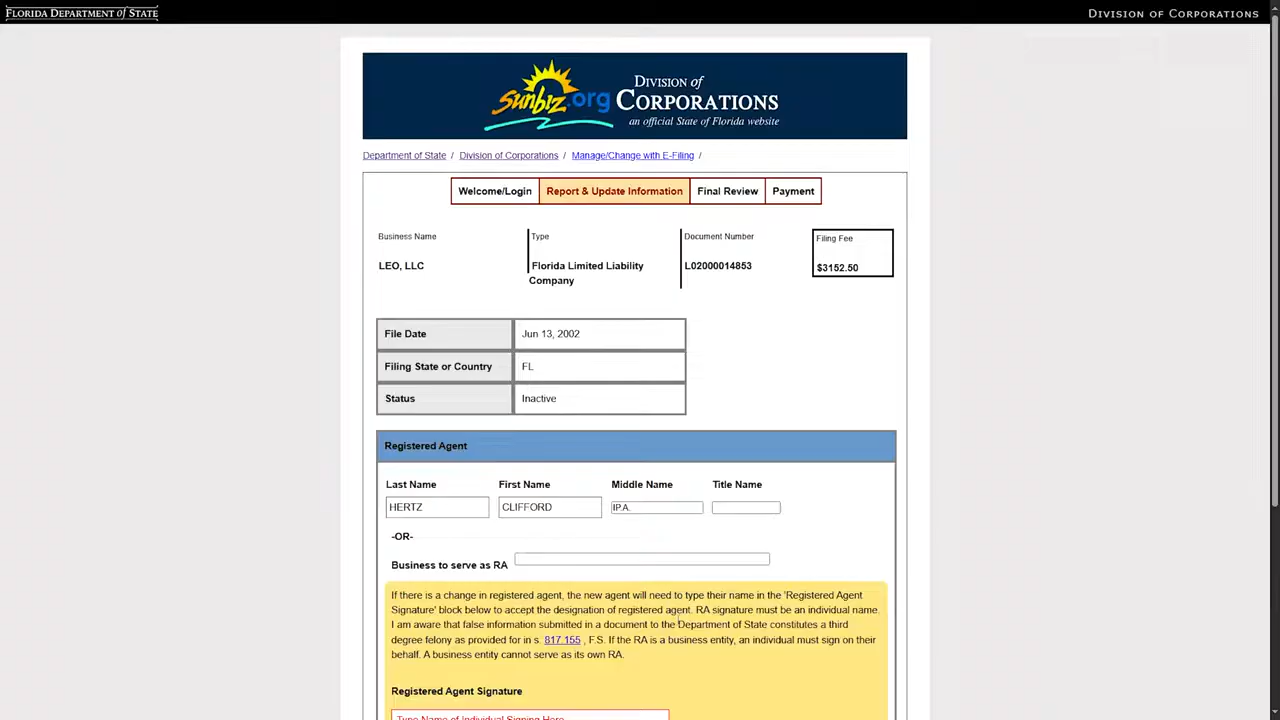 FLORIDA DEPARTMENT OF STATE
DIVISION OF CORPORATIONS
sunbiz.org DIVISION of CORPORATIONS
an official State of Florida website
Department of State / Division of Corporations / Manage/Change with E-Filing /
Welcome/Login Report & Update Information Final Review Payment
Business Name Type Document Number Filing Fee
LEO, LLC Florida Limited Liability Company L02000014853 $3152.50
File Date Jun 13, 2002
Filing State or Country FL
Status Inactive
Registered Agent
Last Name First Name Middle Name Title Name
HERTZ CLIFFORD IP.A.
-OR-
Business to serve as RA
If there is a change in registered agent, the new agent will need to type their name in the 'Registered Agent
Signature' block below to accept the designation of registered agent. RA signature must be an individual name.
I am aware that false information submitted in a document to the Department of State constitutes a third
degree felony as provided for in s. 817.155 , F.S. If the RA is a business entity, an individual must sign on their
behalf. A business entity cannot serve as its own RA.
Registered Agent Signature
Type Name of Individual Signing Here